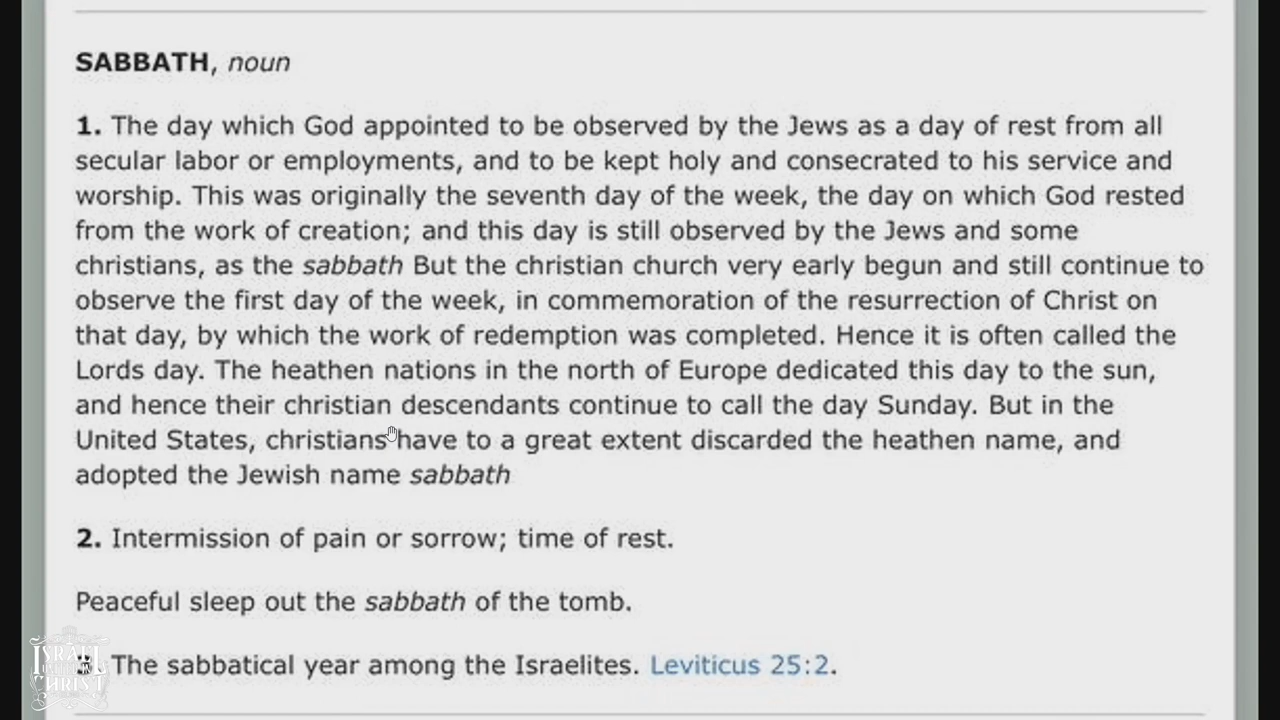 SABBATH, noun
1. The day which God appointed to be observed by the Jews as a day of rest from all
secular labor or employments, and to be kept holy and consecrated to his service and
worship. This was originally the seventh day of the week, the day on which God rested
from the work of creation; and this day is still observed by the Jews and some
christians, as the sabbath But the christian church very early begun and still continue to
observe the first day of the week, in commemoration of the resurrection of Christ on
that day, by which the work of redemption was completed. Hence it is often called the
Lords day. The heathen nations in the north of Europe dedicated this day to the sun,
and hence their christian descendants continue to call the day Sunday. But in the
United States, christians have to a great extent discarded the heathen name, and
adopted the Jewish name sabbath
2. Intermission of pain or sorrow; time of rest.
Peaceful sleep out the sabbath of the tomb.
The sabbatical year among the Israelites. Leviticus 25:2.
ISRAEL
CHRIST